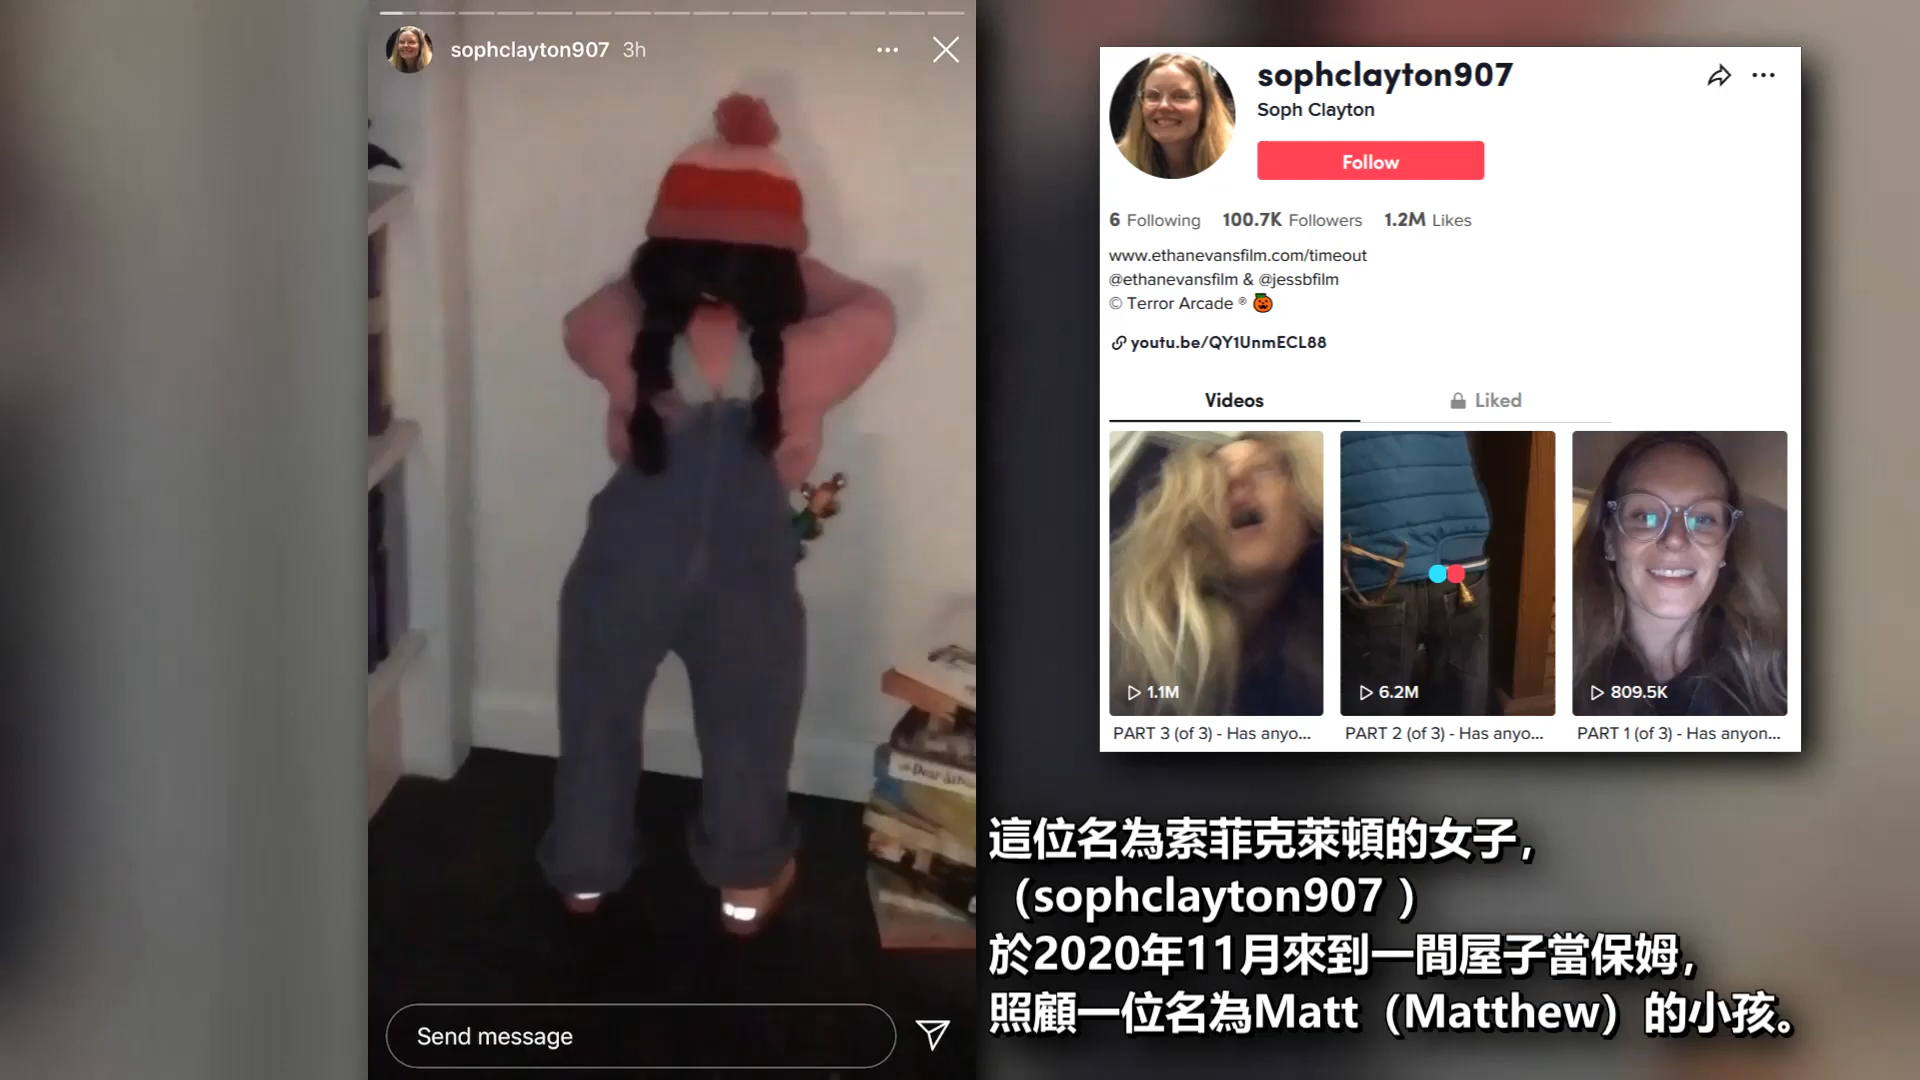 sophclayton907 3h
Send message
sophclayton907
Soph Clayton
Follow
6 Following 100.7K Followers 1.2M Likes
www.ethanevansfilm.com/timeout
@ethanevansfilm & @jessbfilm
© Terror Arcade ® 🎃
youtu.be/QY1UnmECL88
Videos Liked
1.1M 6.2M 809.5K
PART 3 (of 3) - Has anyo... PART 2 (of 3) - Has anyo... PART 1 (of 3) - Has anyon...
這位名為索菲克萊頓的女子，
（sophclayton907 ）
於2020年11月來到一間屋子當保姆，
照顧一位名為Matt（Matthew）的小孩。